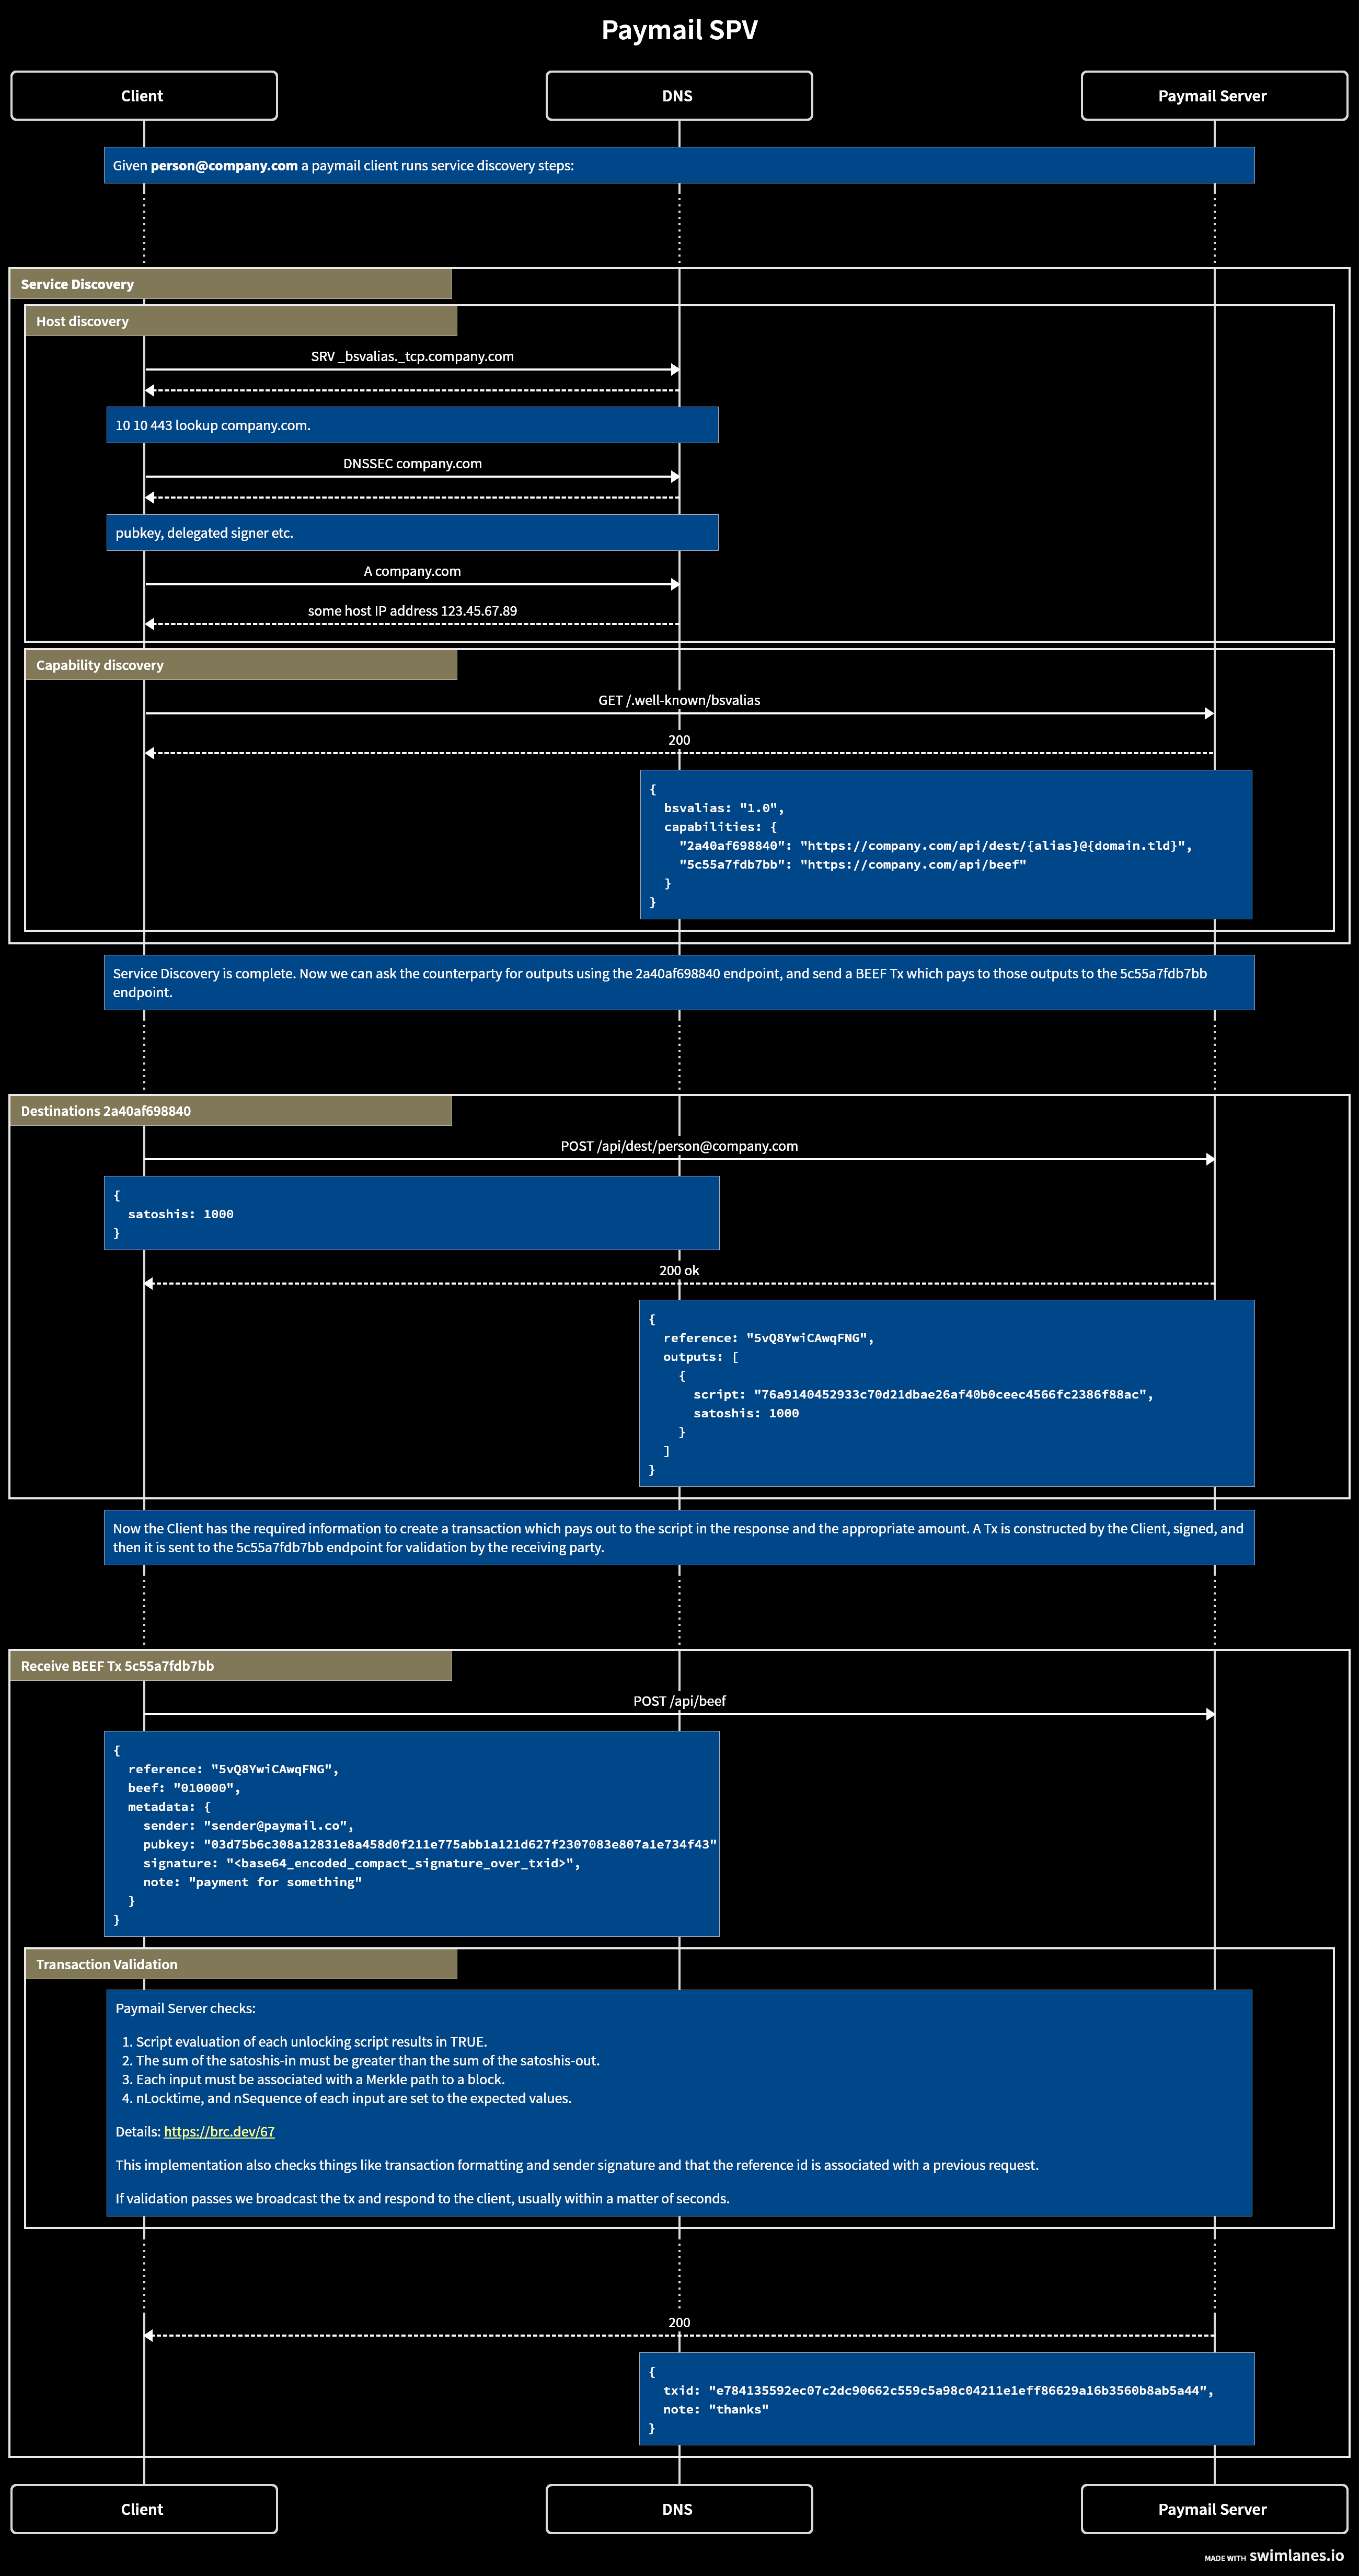 Paymail SPV
Client
DNS
Paymail Server
Given person@company.com a paymail client runs service discovery steps:
Service Discovery
Host discovery
SRV _bsvalias._tcp.company.com
10 10 443 lookup company.com.
DNSSEC company.com
pubkey, delegated signer etc.
A company.com
some host IP address 123.45.67.89
Capability discovery
GET /.well-known/bsvalias
200
{
bsvalias: "1.0",
capabilities: {
"2a40af698840": "https://company.com/api/dest/{alias}@{domain.tld}",
"5c55a7fdb7bb": "https://company.com/api/beef"
}
}
Service Discovery is complete. Now we can ask the counterparty for outputs using the 2a40af698840 endpoint, and send a BEEF Tx which pays to those outputs to the 5c55a7fdb7bb
endpoint.
Destinations 2a40af698840
POST /api/dest/person@company.com
{
satoshis: 1000
}
200 ok
{
reference: "5vQ8YwiCAwqFNG",
outputs: [
{
script: "76a9140452933c70d21dbae26af40b0ceec4566fc2386f88ac",
satoshis: 1000
}
]
}
Now the Client has the required information to create a transaction which pays out to the script in the response and the appropriate amount. A Tx is constructed by the Client, signed, and
then it is sent to the 5c55a7fdb7bb endpoint for validation by the receiving party.
Receive BEEF Tx 5c55a7fdb7bb
POST /api/beef
{
reference: "5vQ8YwiCAwqFNG",
beef: "010000",
metadata: {
sender: "sender@paymail.co",
pubkey: "03d75b6c308a12831e8a458d0f211e775abb1a121d627f2307083e807a1e734f43"
signature: "<base64_encoded_compact_signature_over_txid>",
note: "payment for something"
}
}
Transaction Validation
Paymail Server checks:
1. Script evaluation of each unlocking script results in TRUE.
2. The sum of the satoshis-in must be greater than the sum of the satoshis-out.
3. Each input must be associated with a Merkle path to a block.
4. nLocktime, and nSequence of each input are set to the expected values.
Details: https://brc.dev/67
This implementation also checks things like transaction formatting and sender signature and that the reference id is associated with a previous request.
If validation passes we broadcast the tx and respond to the client, usually within a matter of seconds.
200
{
txid: "e784135592ec07c2dc90662c559c5a98c04211e1eff86629a16b3560b8ab5a44",
note: "thanks"
}
Client
DNS
Paymail Server
MADE WITH swimlanes.io